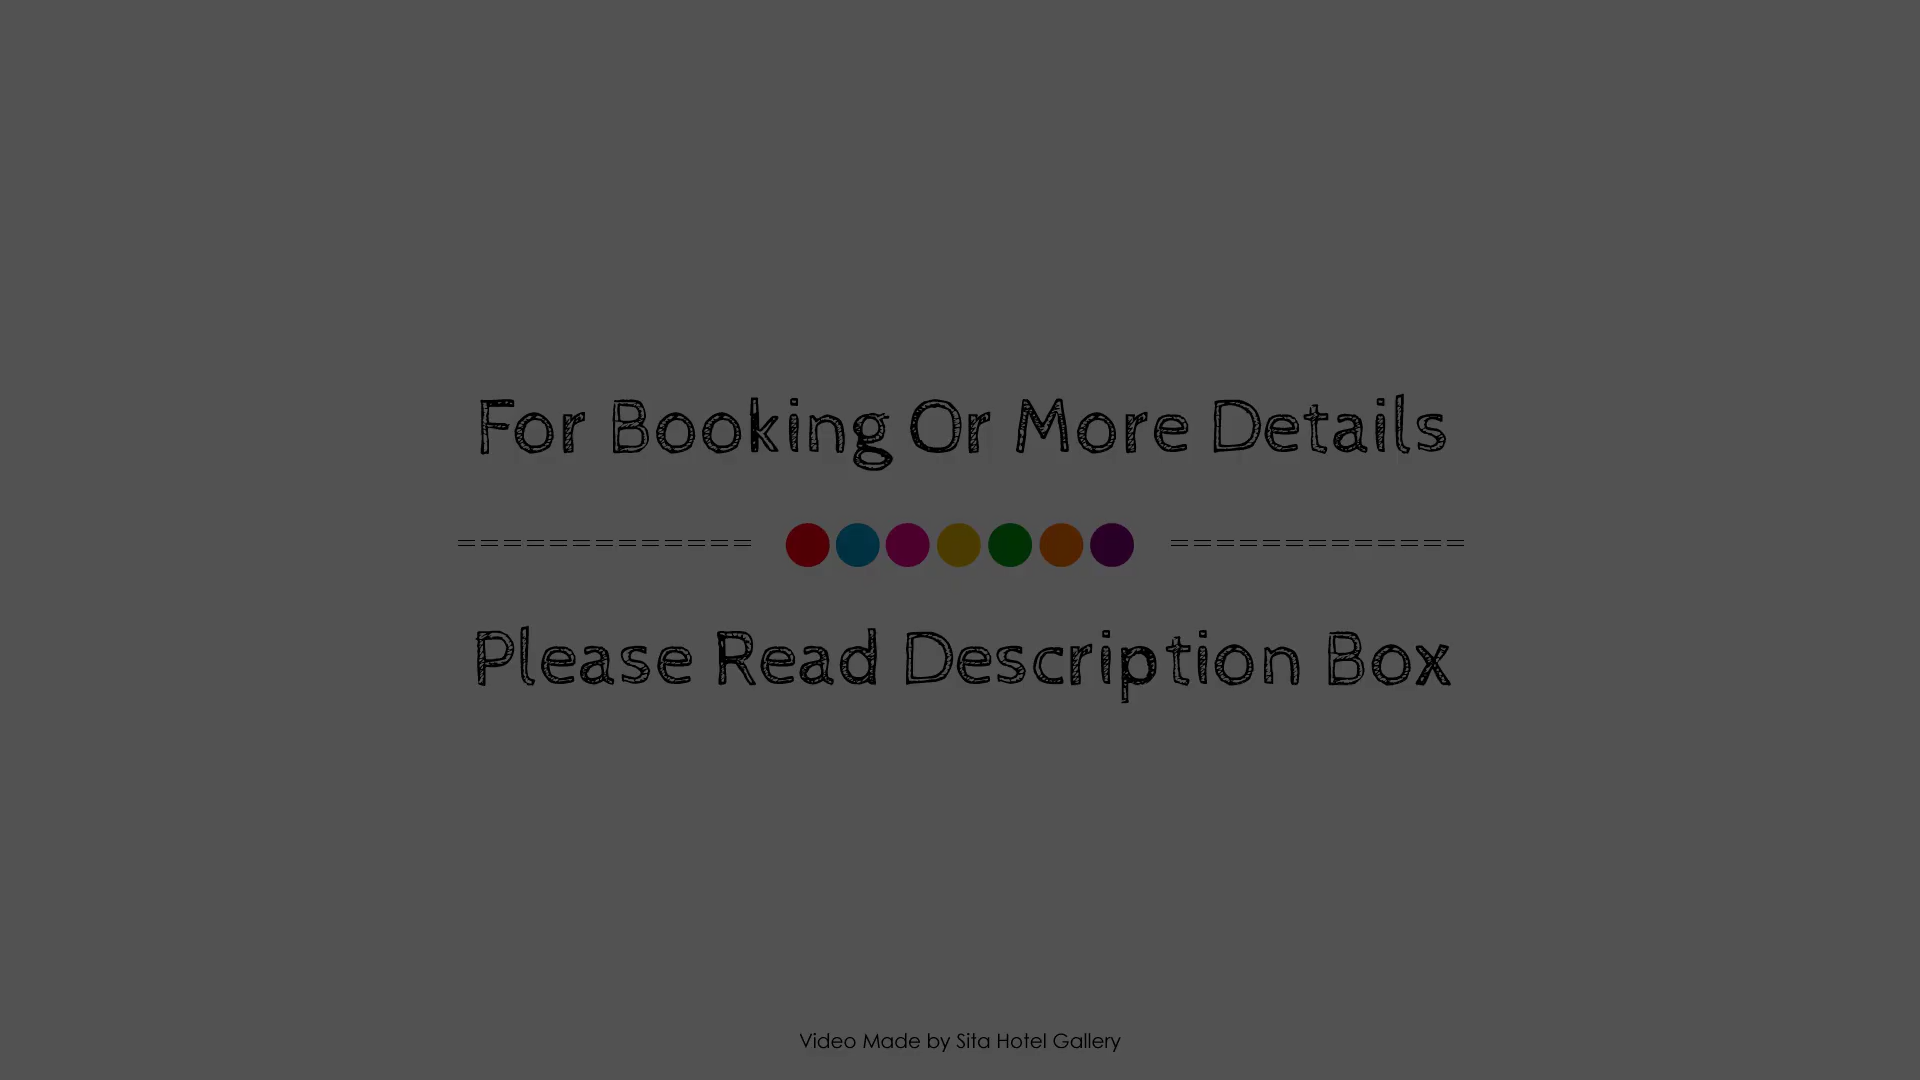 For Booking Or More Details
============= =============
Please Read Description Box
Video Made by Sita Hotel Gallery